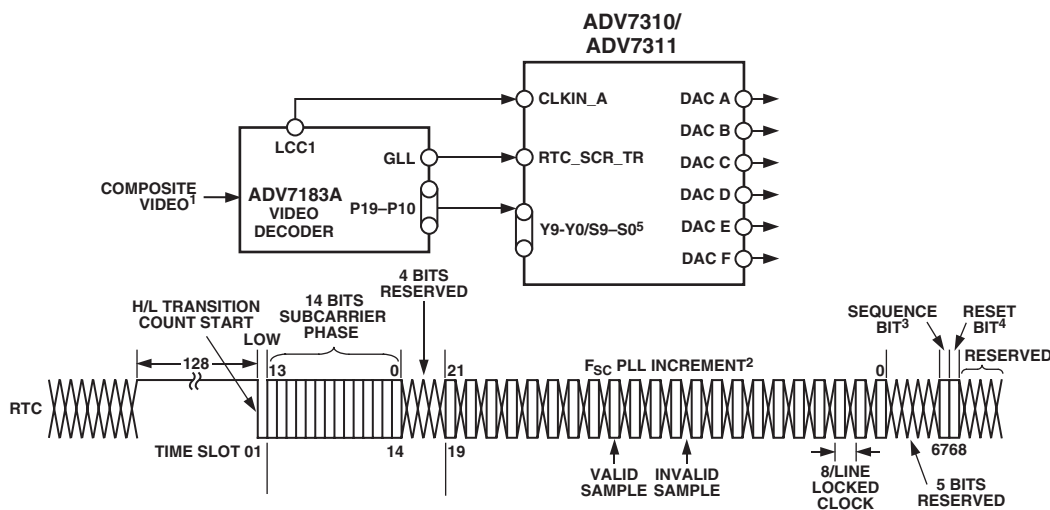 ADV7310/
ADV7311
CLKIN_A
DAC A
DAC B
LCC1
GLL
RTC_SCR_TR
DAC C
COMPOSITE
VIDEO1
ADV7183A
VIDEO
DECODER
P19–P10
DAC D
Y9-Y0/S9–S05
DAC E
DAC F
H/L TRANSITION
COUNT START
14 BITS
SUBCARRIER
PHASE
4 BITS
RESERVED
SEQUENCE
BIT3
RESET
BIT4
LOW
128
13
0
21
FSC PLL INCREMENT2
0
RESERVED
RTC
TIME SLOT 01
14
19
6768
VALID
SAMPLE
INVALID
SAMPLE
8/LINE
LOCKED
CLOCK
5 BITS
RESERVED